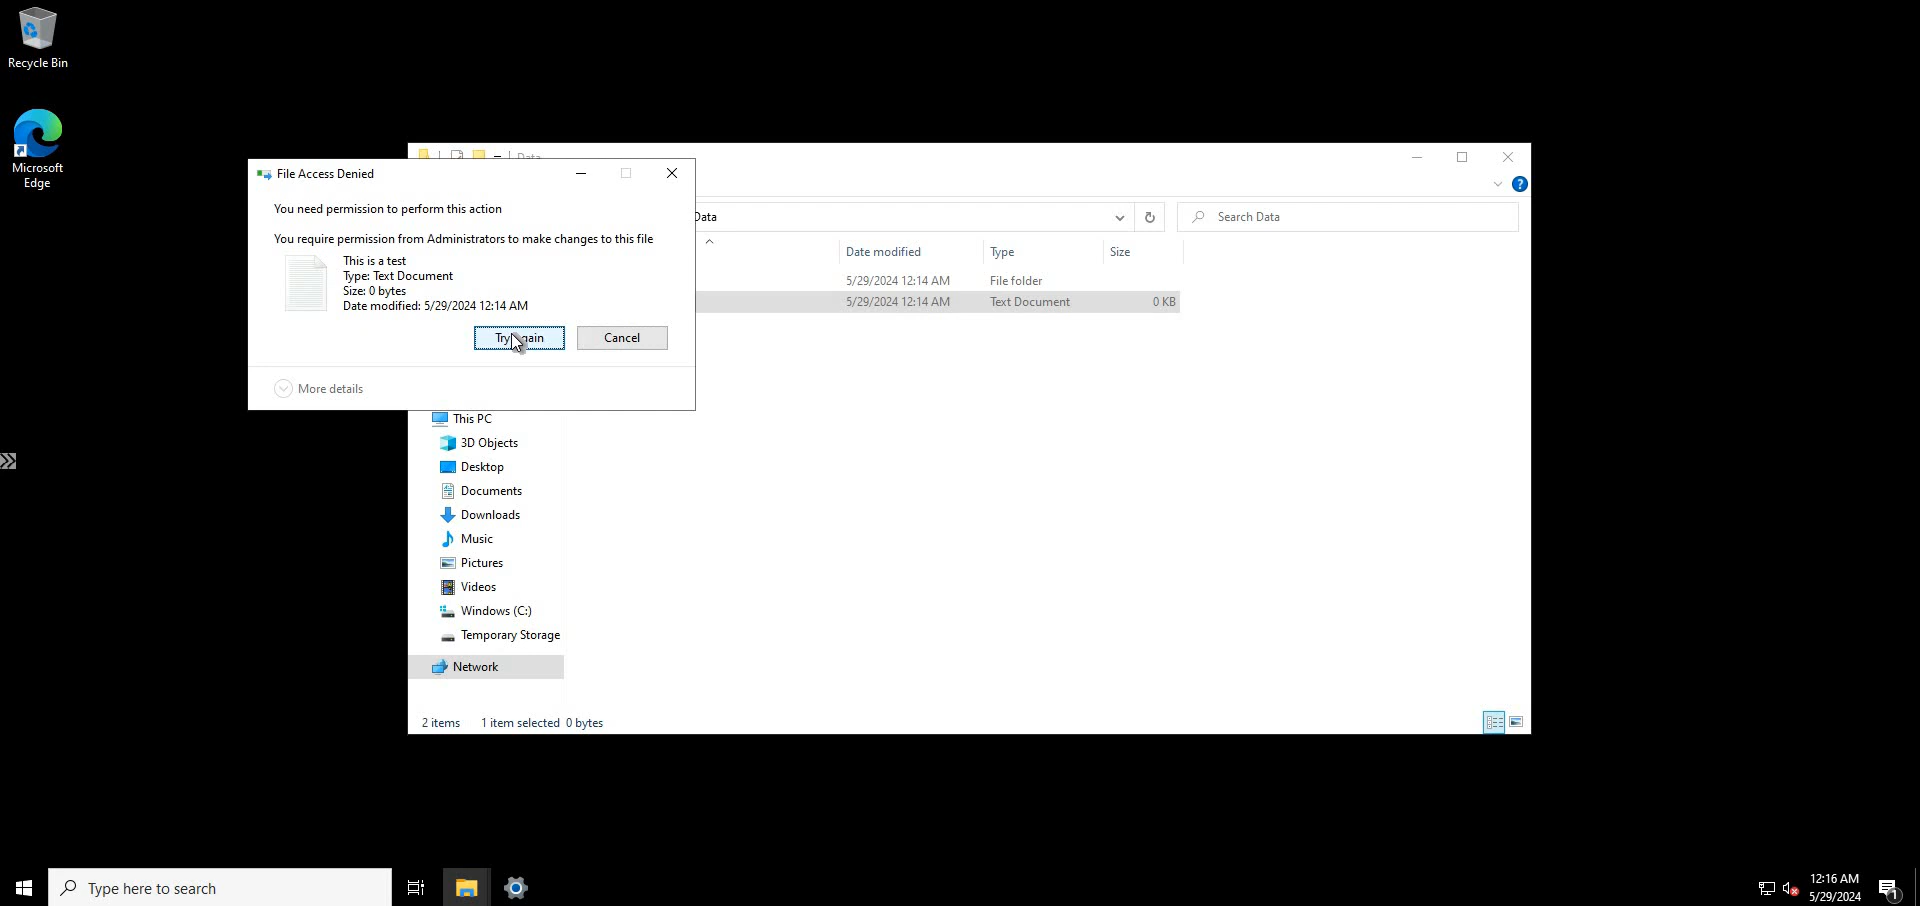 Recycle Bin
Microsoft
Edge
Data
File Access Denied
You need permission to perform this action
You require permission from Administrators to make changes to this file
This is a test
Type: Text Document
Size: 0 bytes
Date modified: 5/29/2024 12:14 AM
Cancel
More details
Data
Search Data
Date modified
Type
Size
5/29/2024 12:14 AM
File folder
5/29/2024 12:14 AM
Text Document
0 KB
This PC
3D Objects
Desktop
Documents
Downloads
Music
Pictures
Videos
Windows (C:)
Temporary Storage
Network
2 items
1 item selected
0 bytes
Type here to search
12:16 AM
5/29/2024
1